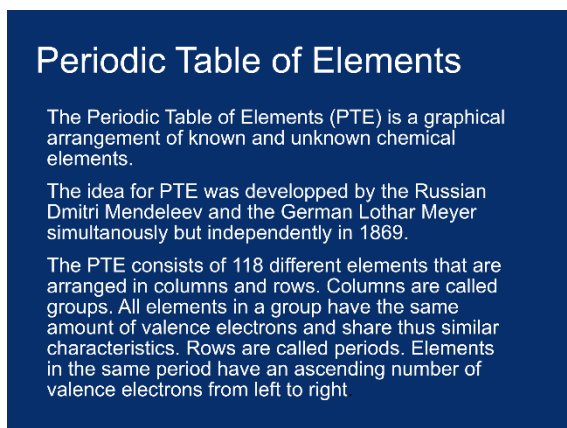 Periodic Table of Elements
The Periodic Table of Elements (PTE) is a graphical
arrangement of known and unknown chemical
elements.
The idea for PTE was developped by the Russian
Dmitri Mendeleev and the German Lothar Meyer
simultanously but independently in 1869.
The PTE consists of 118 different elements that are
arranged in columns and rows. Columns are called
groups. All elements in a group have the same
amount of valence electrons and share thus similar
characteristics. Rows are called periods. Elements
in the same period have an ascending number of
valence electrons from left to right.